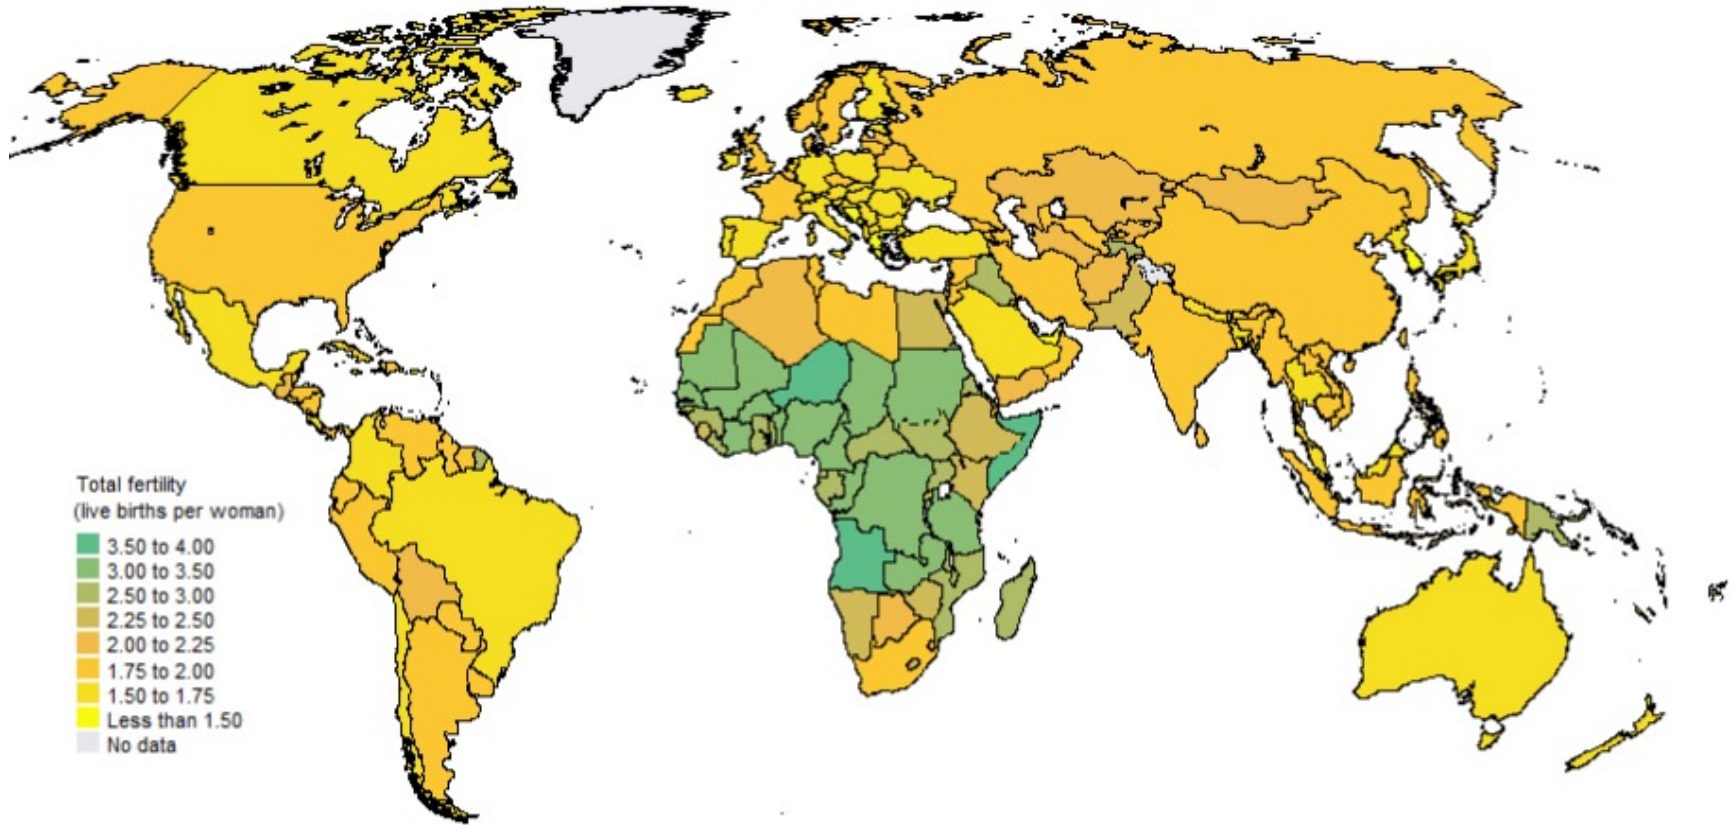 Total fertility
(live births per woman)
3.50 to 4.00
3.00 to 3.50
2.50 to 3.00
2.25 to 2.50
2.00 to 2.25
1.75 to 2.00
1.50 to 1.75
Less than 1.50
No data